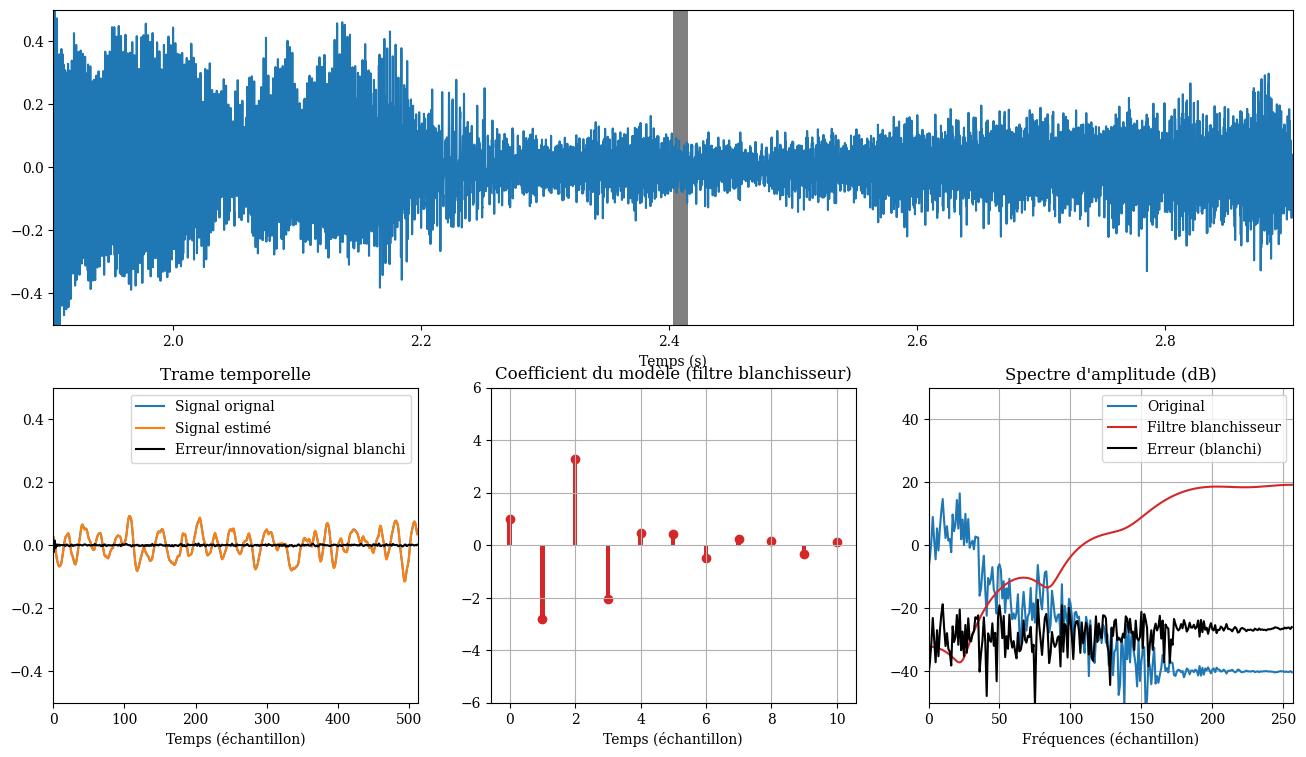 0.4
0.2
0.0
−0.2
−0.4
2.0 2.2 2.4 2.6 2.8
Temps (s)
Trame temporelle
Signal orignal
Signal estimé
Erreur/innovation/signal blanchi
0.4
0.2
0.0
−0.2
−0.4
0 100 200 300 400 500
Temps (échantillon)
Coefficient du modèle (filtre blanchisseur)
6
4
2
0
−2
−4
−6
0 2 4 6 8 10
Temps (échantillon)
Spectre d'amplitude (dB)
Original
Filtre blanchisseur
Erreur (blanchi)
40
20
0
−20
−40
0 50 100 150 200 250
Fréquences (échantillon)